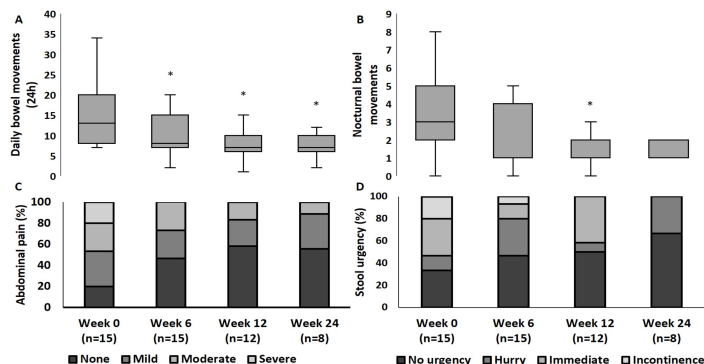 A
Daily bowel movements
(24h)
40
35
30
25
20
15
10
5
0
*
*
*
B
Nocturnal bowel
movements
9
8
7
6
5
4
3
2
1
0
*
C
Abdominal pain (%)
100
80
60
40
20
0
Week 0 Week 6 Week 12 Week 24
(n=15) (n=15) (n=12) (n=8)
None Mild Moderate Severe
D
Stool urgency (%)
100
80
60
40
20
0
Week 0 Week 6 Week 12 Week 24
(n=15) (n=15) (n=12) (n=8)
No urgency Hurry Immediate Incontinence